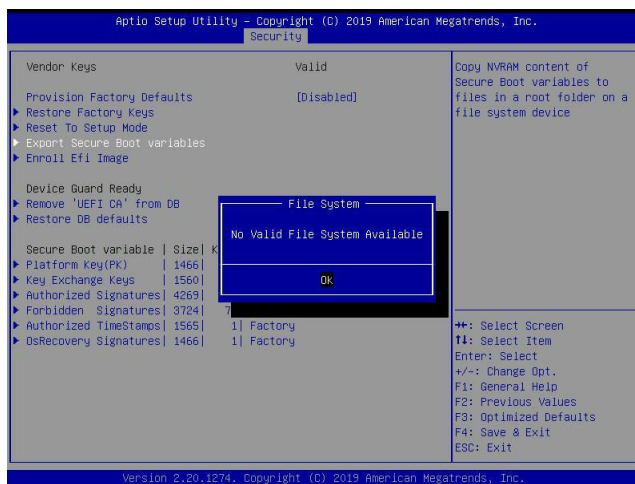 Aptio Setup Utility – Copyright (C) 2019 American Megatrends, Inc.
Security
Vendor Keys Valid
Provision Factory Defaults [Disabled]
Restore Factory Keys
Reset To Setup Mode
Export Secure Boot variables
Enroll Efi Image
Device Guard Ready
Remove 'UEFI CA' from DB
Restore DB defaults
Secure Boot variable | Size| K
Platform Key(PK) | 1466|
Key Exchange Keys | 1560|
Authorized Signatures| 4269|
Forbidden Signatures| 3724| 7
Authorized TimeStamps| 1565| 1| Factory
OsRecovery Signatures| 1466| 1| Factory
File System
No Valid File System Available
Ok
Copy NVRAM content of
Secure Boot variables to
files in a root folder on a
file system device
→←: Select Screen
↑↓: Select Item
Enter: Select
+/-: Change Opt.
F1: General Help
F2: Previous Values
F3: Optimized Defaults
F4: Save & Exit
ESC: Exit
Version 2.20.1274. Copyright (C) 2019 American Megatrends, Inc.